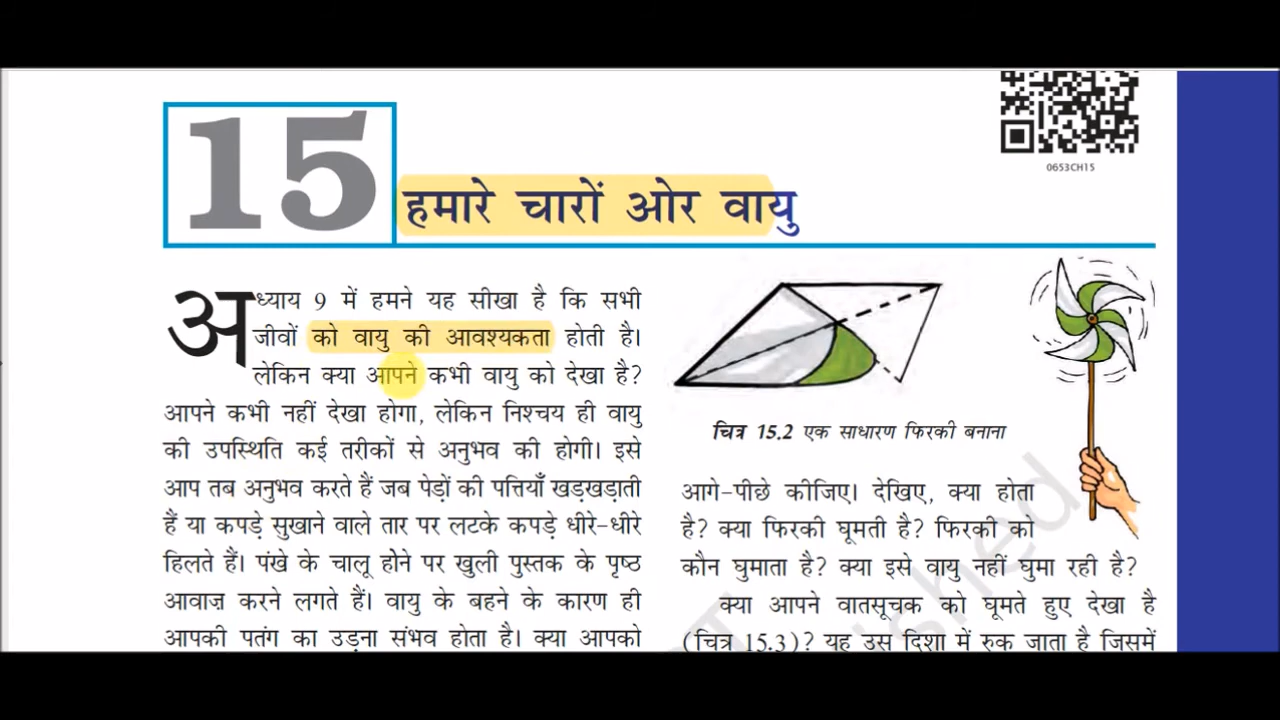 15
हमारे चारों ओर वायु
0653CH15
अध्याय 9 में हमने यह सीखा है कि सभी
जीवों को वायु की आवश्यकता होती है।
लेकिन क्या आपने कभी वायु को देखा है?
आपने कभी नहीं देखा होगा, लेकिन निश्चय ही वायु
की उपस्थिति कई तरीकों से अनुभव की होगी। इसे
आप तब अनुभव करते हैं जब पेड़ों की पत्तियाँ खड़खड़ाती
हैं या कपड़े सुखाने वाले तार पर लटके कपड़े धीरे-धीरे
हिलते हैं। पंखे के चालू होने पर खुली पुस्तक के पृष्ठ
आवाज़ करने लगते हैं। वायु के बहने के कारण ही
आपकी पतंग का उड़ना संभव होता है। क्या आपको
चित्र 15.2 एक साधारण फिरकी बनाना
आगे-पीछे कीजिए। देखिए, क्या होता
है? क्या फिरकी घूमती है? फिरकी को
कौन घुमाता है? क्या इसे वायु नहीं घुमा रही है?
क्या आपने वातसूचक को घूमते हुए देखा है
(चित्र 15.3)? यह उस दिशा में रुक जाता है जिसमें